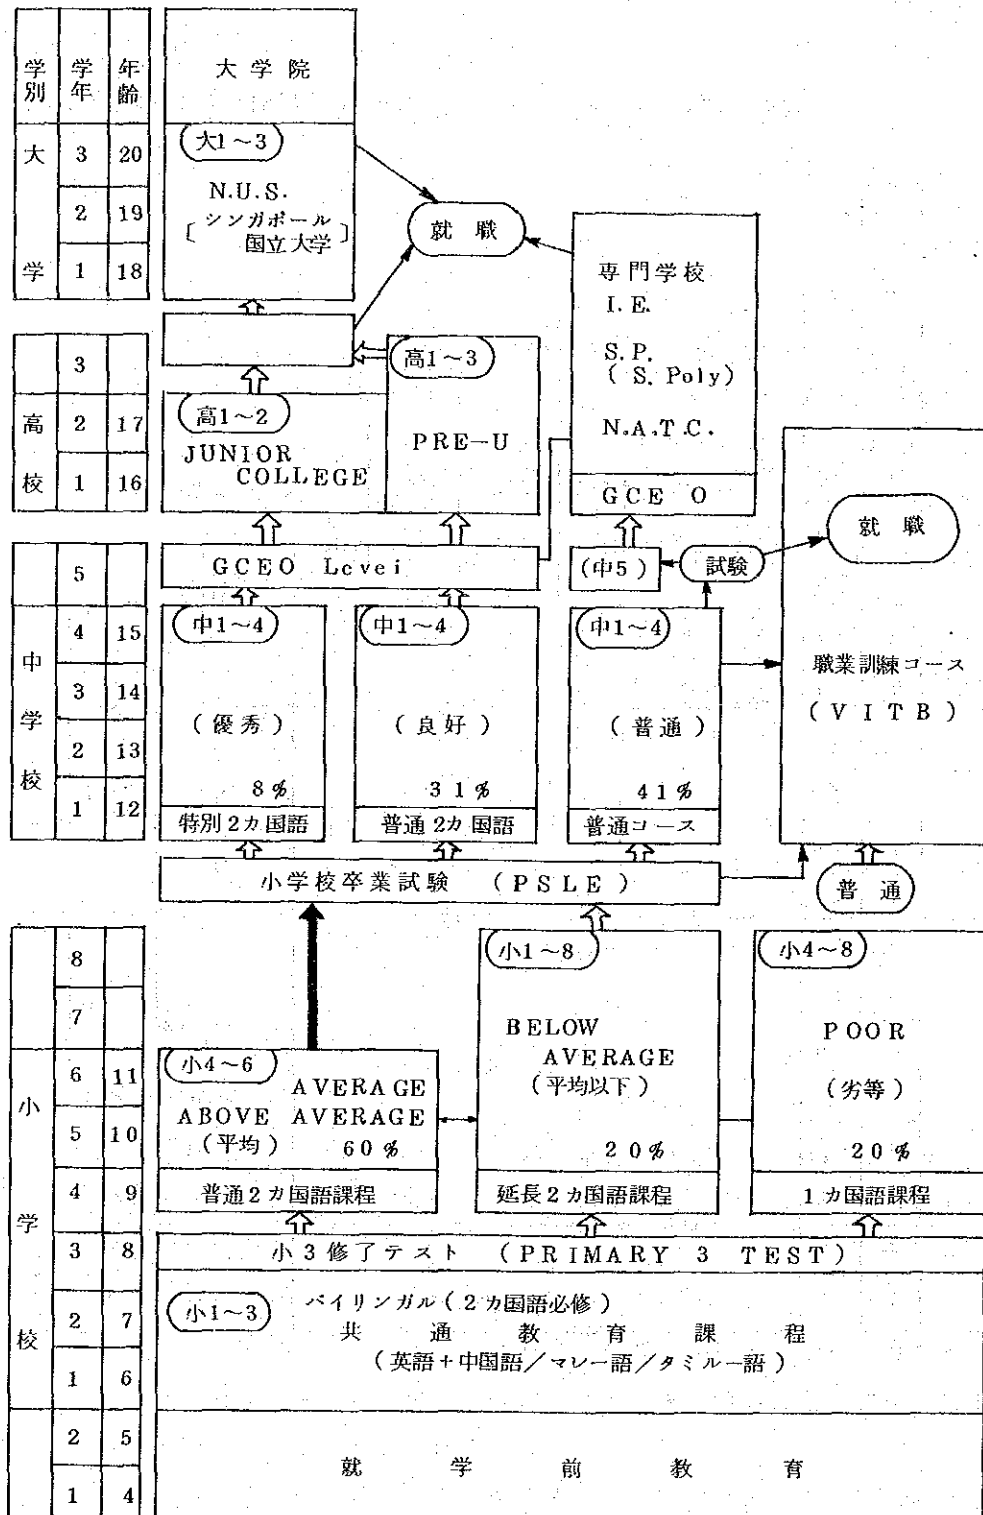 学別 学年 年齢 大学院
大学 3 20 大1~3
N.U.S.
2 19 〔シンガポール
国立大学〕
就職
1 18
専門学校
I. E.
S. P.
( S. Poly )
N.A.T.C.
GCE O
高校 3 高1~3
2 17 高1~2
PRE-U
JUNIOR
COLLEGE
1 16
就職
5 GCEO Levei (中5) 試験
中学校 4 15 中1~4 中1~4 中1~4
職業訓練コース
(VITB)
3 14
(優秀) (良好) (普通)
2 13
8% 31% 41%
1 12 特別2カ国語 普通2カ国語 普通コース
小学校卒業試験 (PSLE) 普通
小学校 8 小1~8 小4~8
7
BELOW
AVERAGE
(平均以下)
POOR
(劣等)
6 11 小4~6
AVERAGE
ABOVE AVERAGE
5 10 (平均) 60% 20% 20%
4 9 普通2カ国語課程 延長2カ国語課程 1カ国語課程
3 8 小3修了テスト (PRIMARY 3 TEST)
2 7 小1~3 バイリンガル(2カ国語必修)
共通教育課程
(英語+中国語/マレー語/タミルー語)
1 6
2 5
就学前教育
1 4